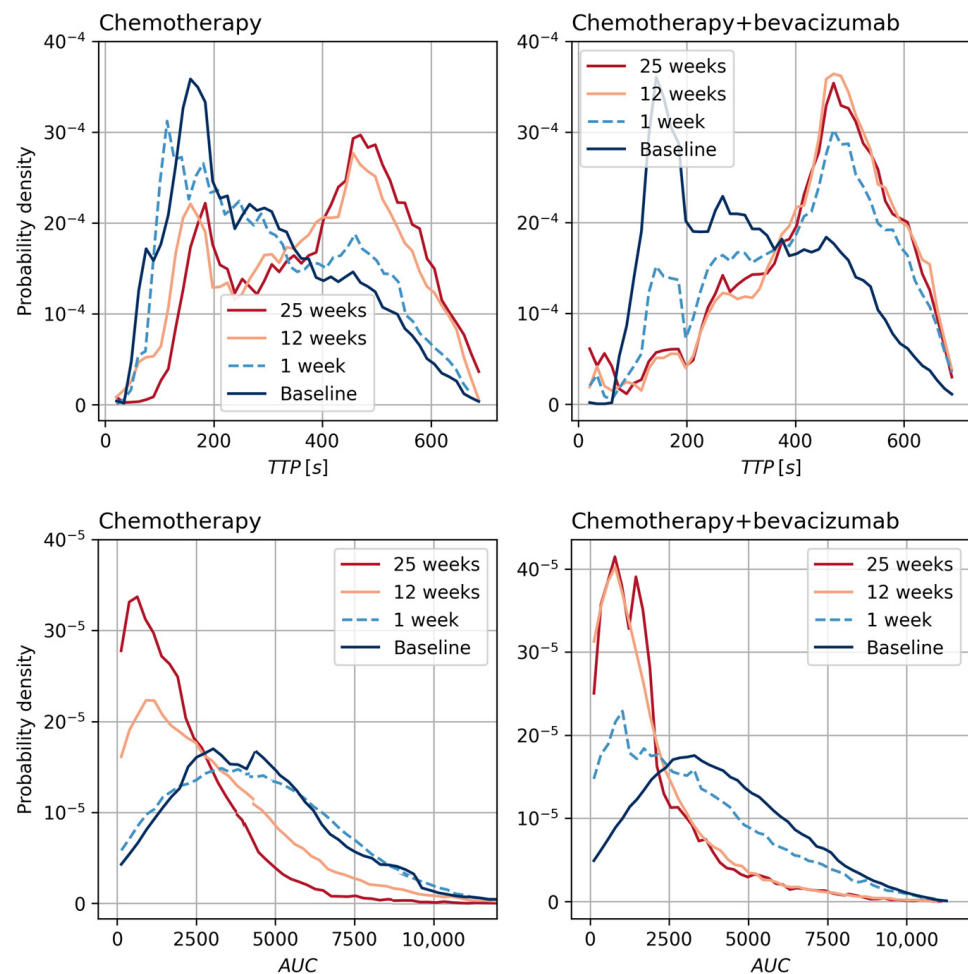 Chemotherapy
40⁻⁴
30⁻⁴
20⁻⁴
10⁻⁴
0
Probability density
25 weeks
12 weeks
1 week
Baseline
0 200 400 600
TTP [s]
Chemotherapy+bevacizumab
40⁻⁴
30⁻⁴
20⁻⁴
10⁻⁴
0
25 weeks
12 weeks
1 week
Baseline
0 200 400 600
TTP [s]
Chemotherapy
40⁻⁵
30⁻⁵
20⁻⁵
10⁻⁵
0
Probability density
25 weeks
12 weeks
1 week
Baseline
0 2500 5000 7500 10,000
AUC
Chemotherapy+bevacizumab
40⁻⁵
30⁻⁵
20⁻⁵
10⁻⁵
0
25 weeks
12 weeks
1 week
Baseline
0 2500 5000 7500 10,000
AUC